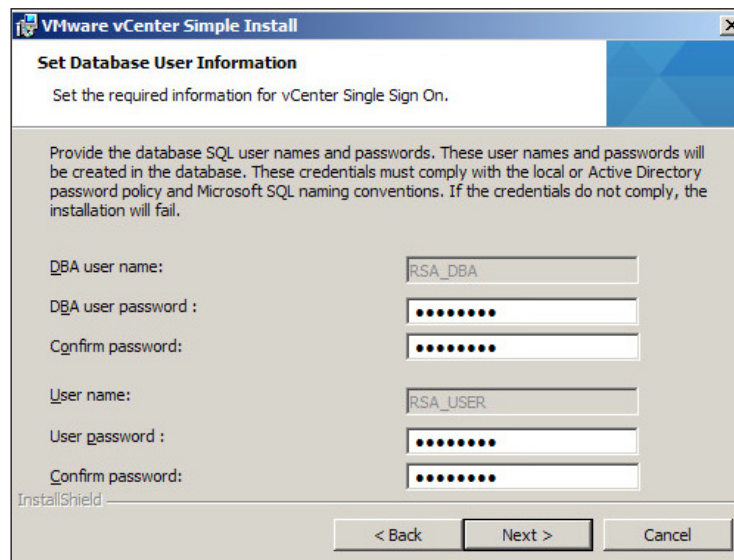 VMware vCenter Simple Install
Set Database User Information
Set the required information for vCenter Single Sign On.
Provide the database SQL user names and passwords. These user names and passwords will
be created in the database. These credentials must comply with the local or Active Directory
password policy and Microsoft SQL naming conventions. If the credentials do not comply, the
installation will fail.
DBA user name:
RSA_DBA
DBA user password :
●●●●●●●●
Confirm password:
●●●●●●●●
User name:
RSA_USER
User password :
●●●●●●●●
Confirm password:
●●●●●●●●
InstallShield
< Back Next > Cancel